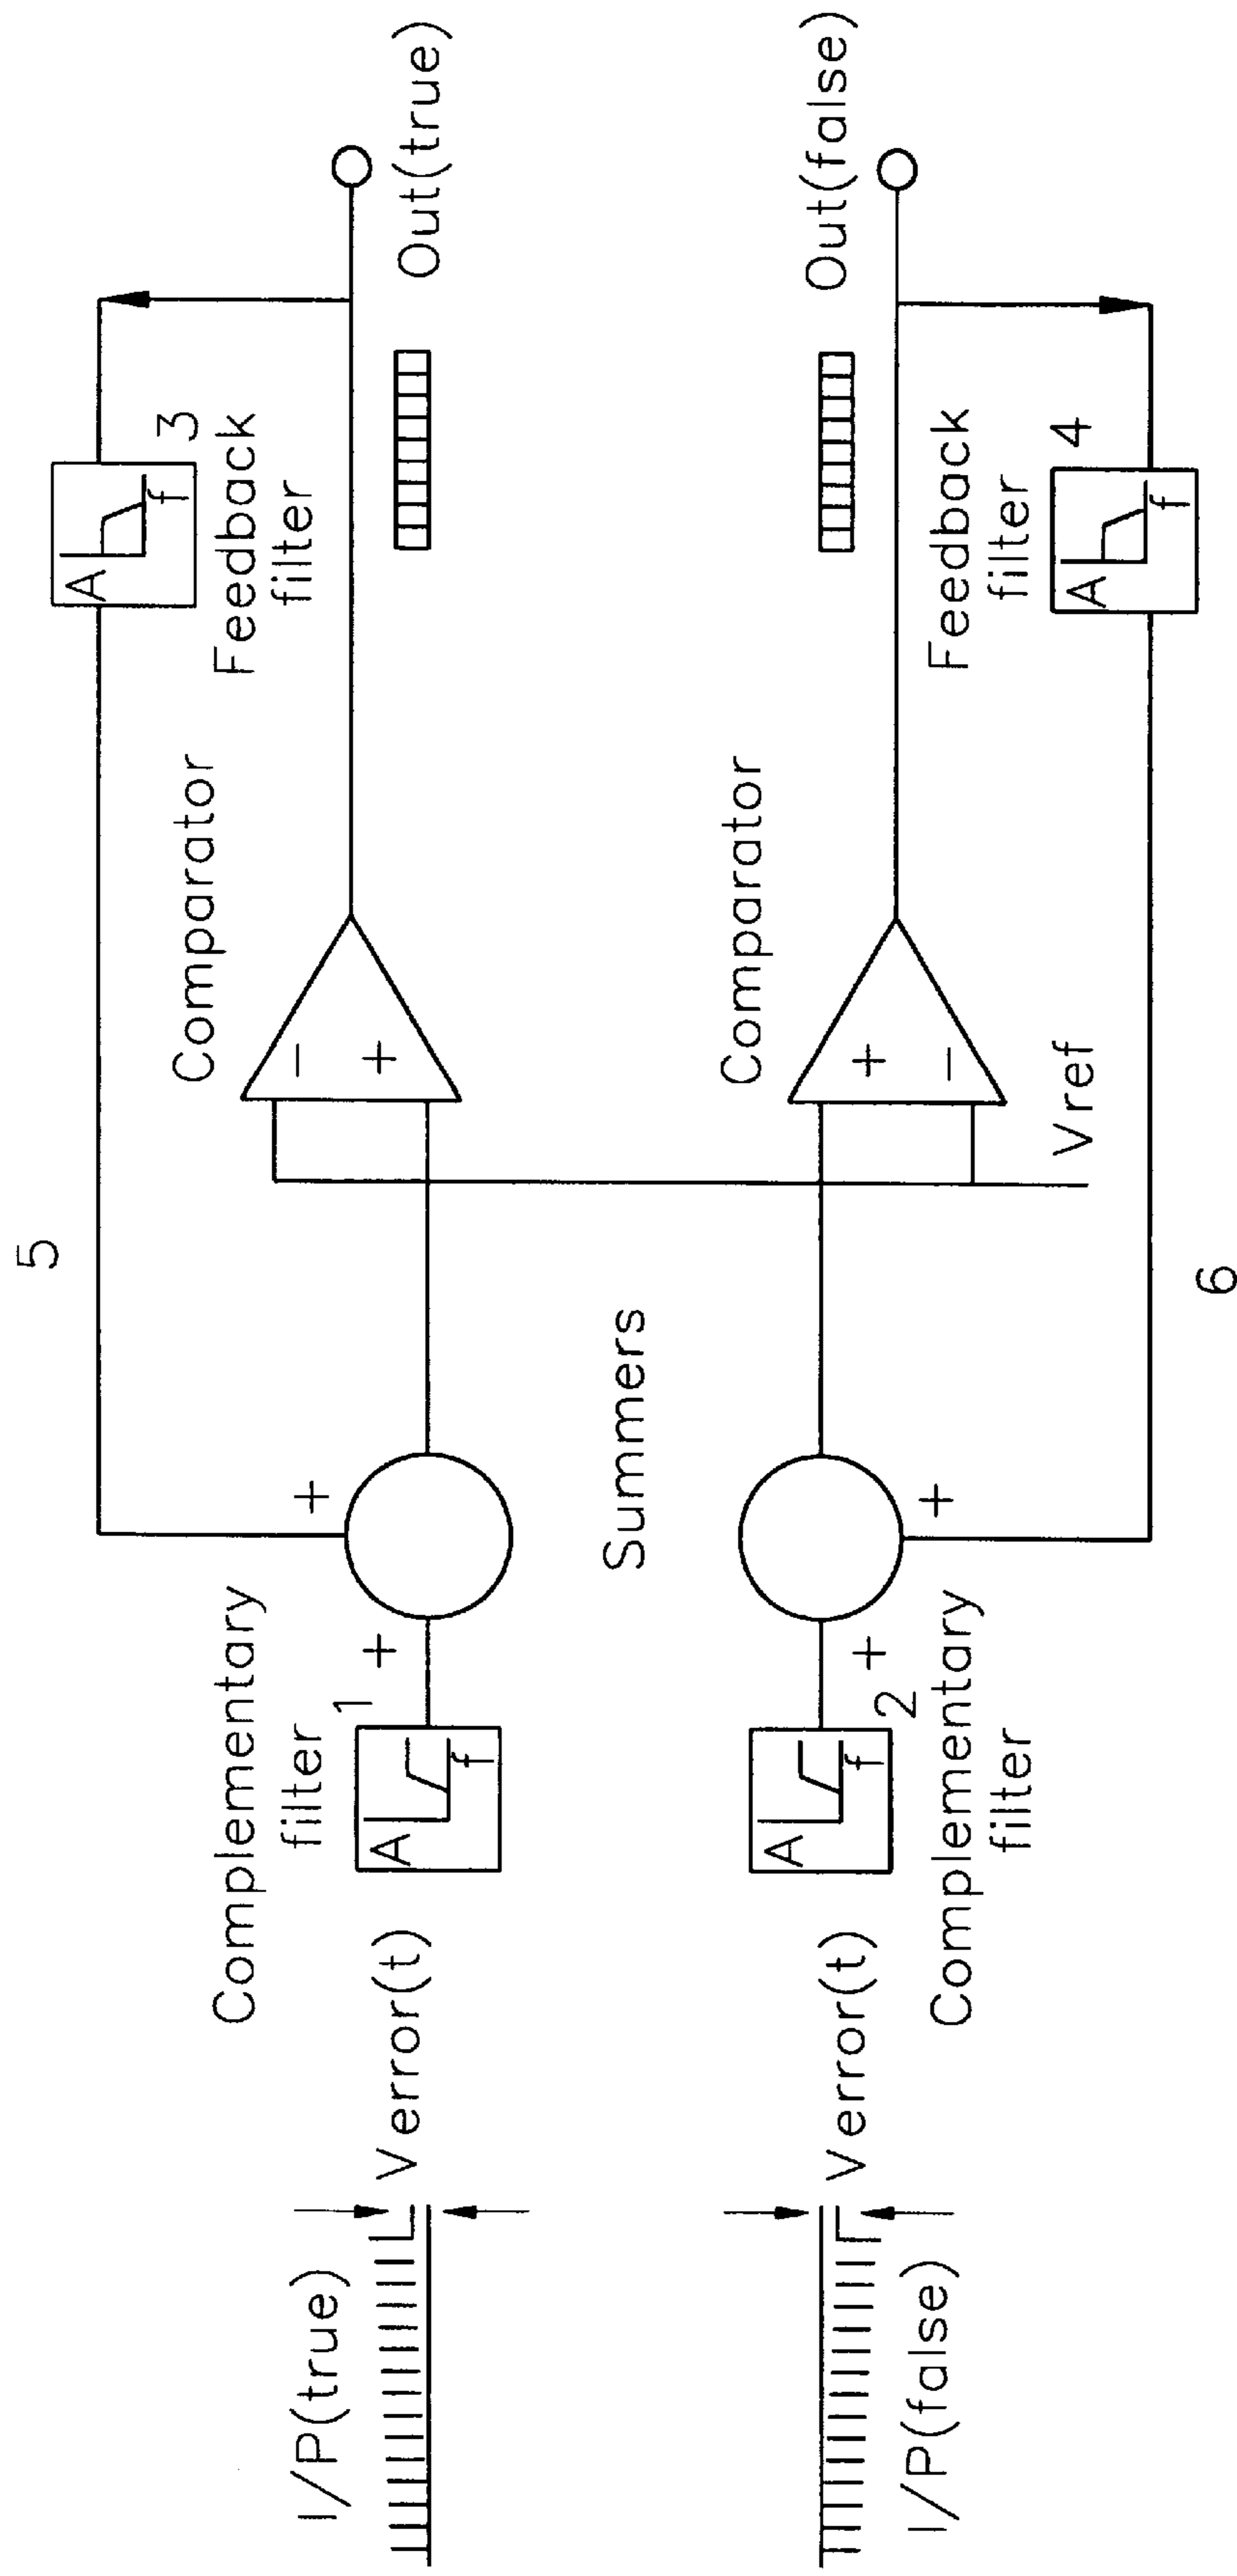 5
A
f
3
Feedback
filter
Comparator
−
+
Out(true)
+
Complementary
filter
1
A
f
+
Verror(t)
I/P(true)
Summers
Out(false)
Comparator
+
−
Vref
Feedback
filter
4
A
f
6
+
+
2
A
f
Complementary
filter
Verror(t)
I/P(false)